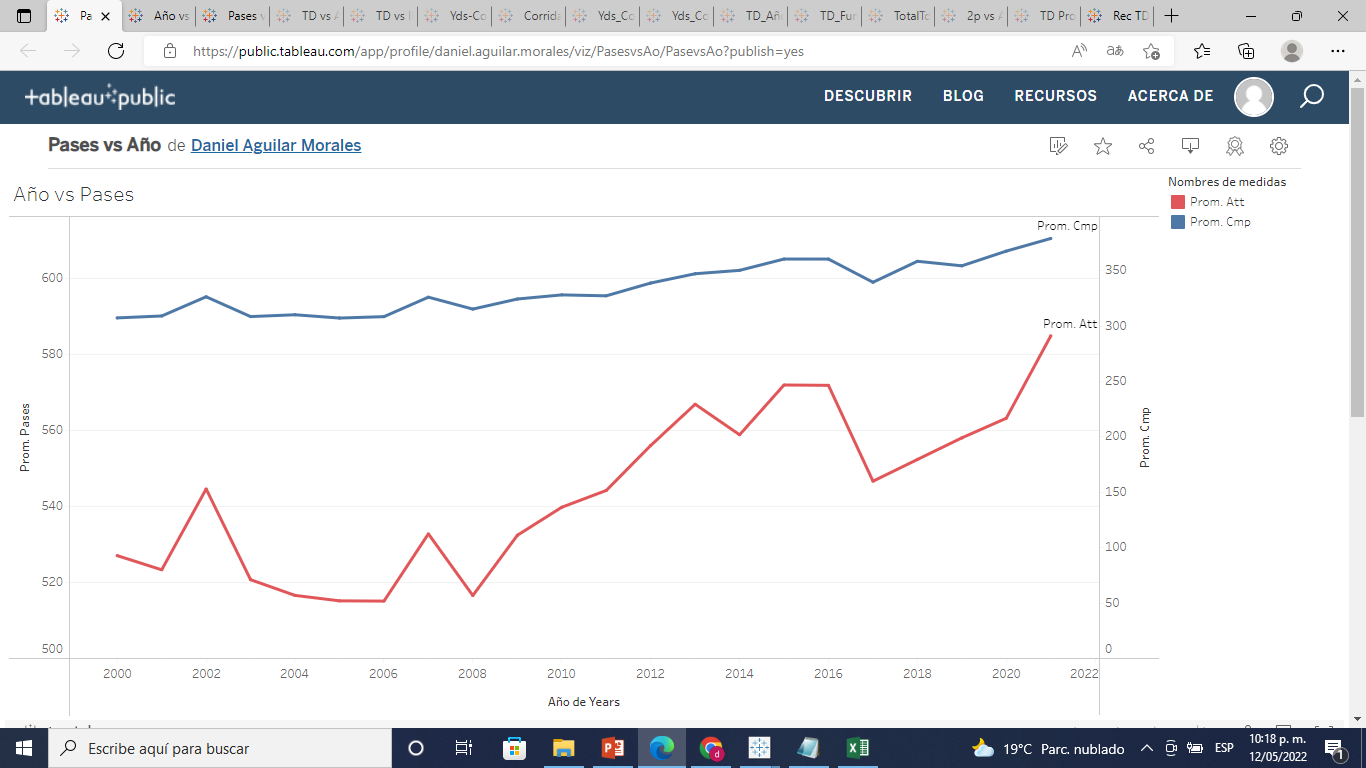 Pa
Año vs
Pases v
TD vs A
TD vs I
Yds-Co
Corrida
Yds_Co
Yds_Co
TD_Año
TD_Fur
TotalTo
2p vs A
TD Pro
Rec TD
https://public.tableau.com/app/profile/daniel.aguilar.morales/viz/PasesvsAo/PasevsAo?publish=yes
tableau public
DESCUBRIR
BLOG
RECURSOS
ACERCA DE
Pases vs Año de Daniel Aguilar Morales
Año vs Pases
Nombres de medidas
Prom. Att
Prom. Cmp
Prom. Cmp
Prom. Att
Prom. Pases
600
580
560
540
520
500
350
300
250
200
150
100
50
0
Prom. Cmp
2000 2002 2004 2006 2008 2010 2012 2014 2016 2018 2020 2022
Año de Years
Escribe aquí para buscar
19°C Parc. nublado
ESP
10:18 p. m.
12/05/2022
1